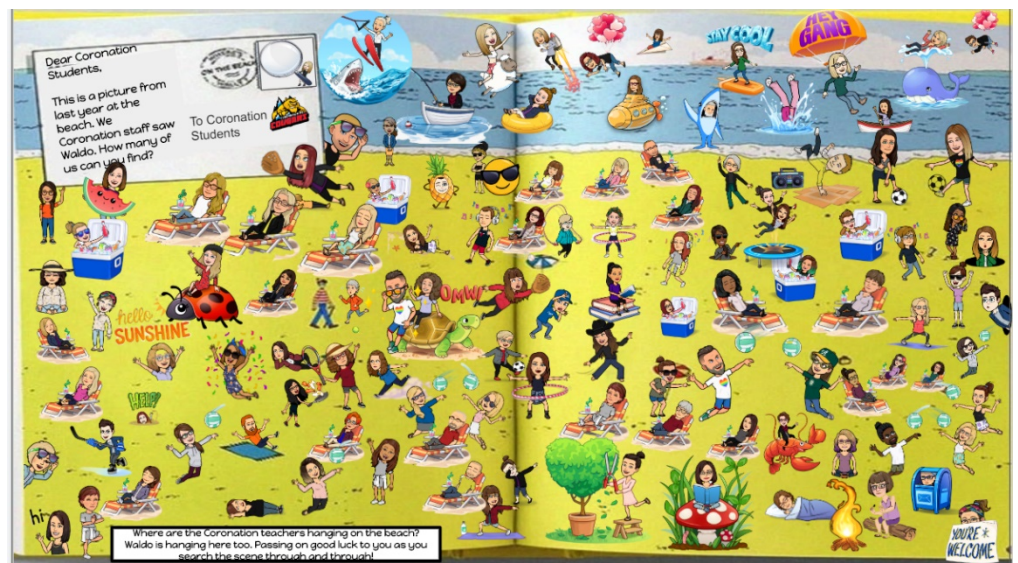 Dear Coronation
Students,
This is a picture from
last year at the
beach. We
Coronation staff saw
Waldo. How many of
us can you find?
THE BEACH
To Coronation
Students
COUGARS
STAY COOL
HEY
GANG
OMW!
hello
SUNSHINE
HELP!
hi
Where are the Coronation teachers hanging on the beach?
Waldo is hanging here too. Passing on good luck to you as you
search the scene through and through!
YOU'RE
WELCOME